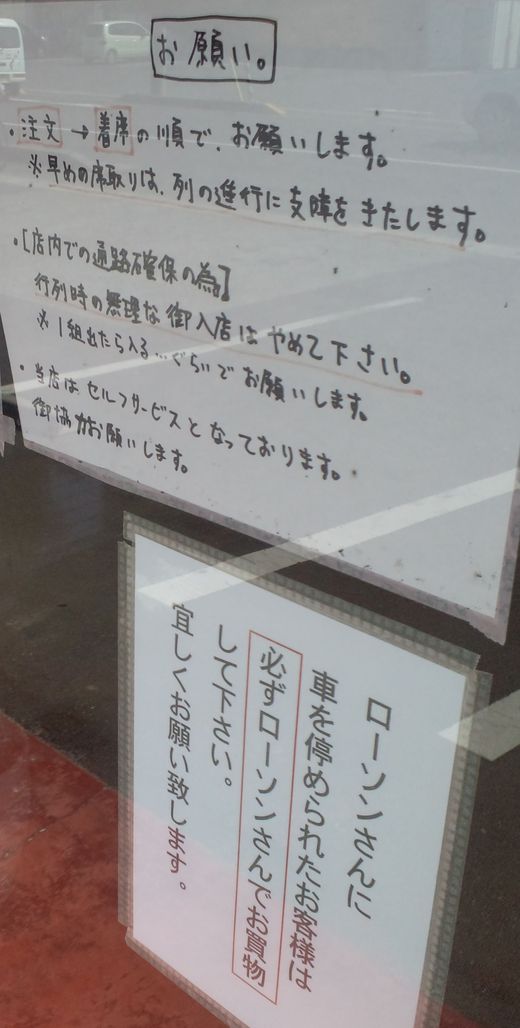 お願い。
・注文→着席の順で、お願いします。
※早めの席取りは、列の進行に支障をきたします。
・[店内での通路確保の為]
行列時の無理な御入店はやめて下さい。
※1組出たら入る…ぐらいでお願いします。
・当店はセルフサービスとなっております。
御協力お願いします。
ローソンさんに
車を停められたお客様は
必ずローソンさんでお買物
して下さい。
宜しくお願い致します。